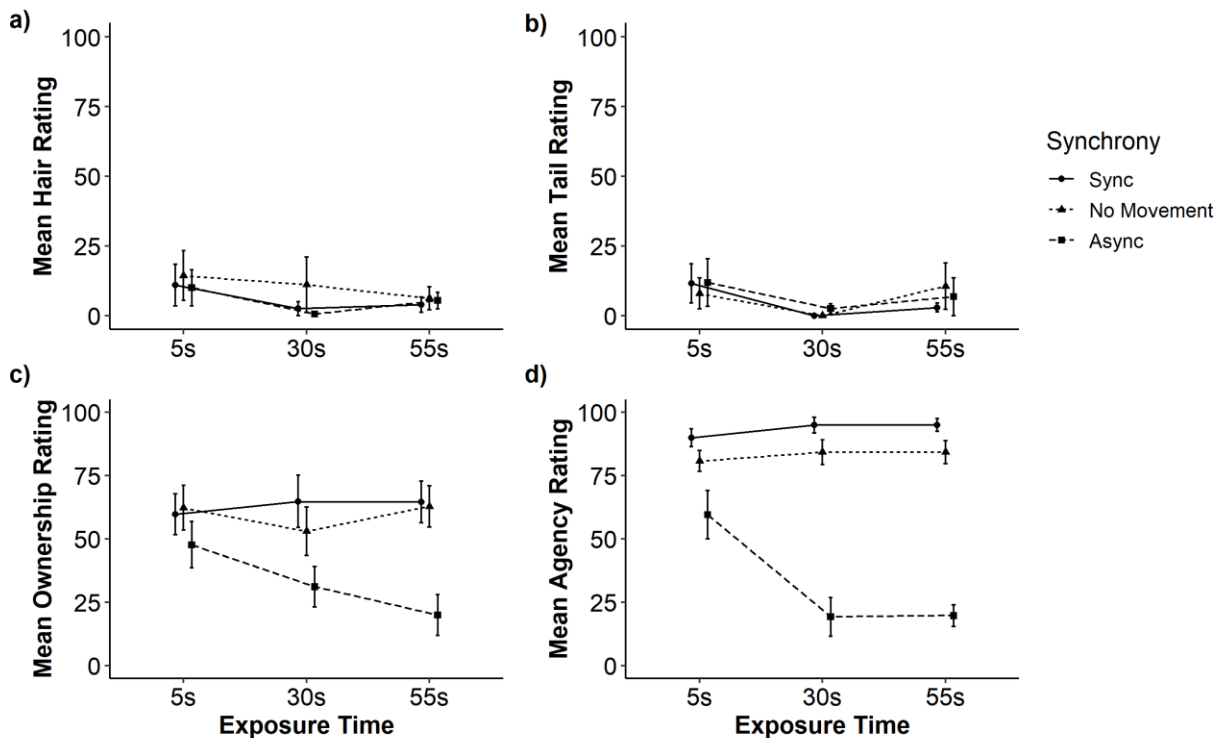 a)
Mean Hair Rating
100
75
50
25
0
5s 30s 55s
b)
Mean Tail Rating
100
75
50
25
0
5s 30s 55s
Synchrony
Sync
No Movement
Async
c)
Mean Ownership Rating
100
75
50
25
0
5s 30s 55s
Exposure Time
d)
Mean Agency Rating
100
75
50
25
0
5s 30s 55s
Exposure Time